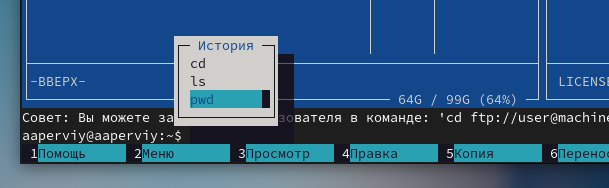 История
cd
ls
pwd
-ВВЕРХ-
LICENSE
64G / 99G (64%)
Совет: Вы можете за зователя в команде: 'cd ftp://user@machine
aaperviy@aaperviy:~$
1Помощь 2Меню 3Просмотр 4Правка 5Копия 6Перенос